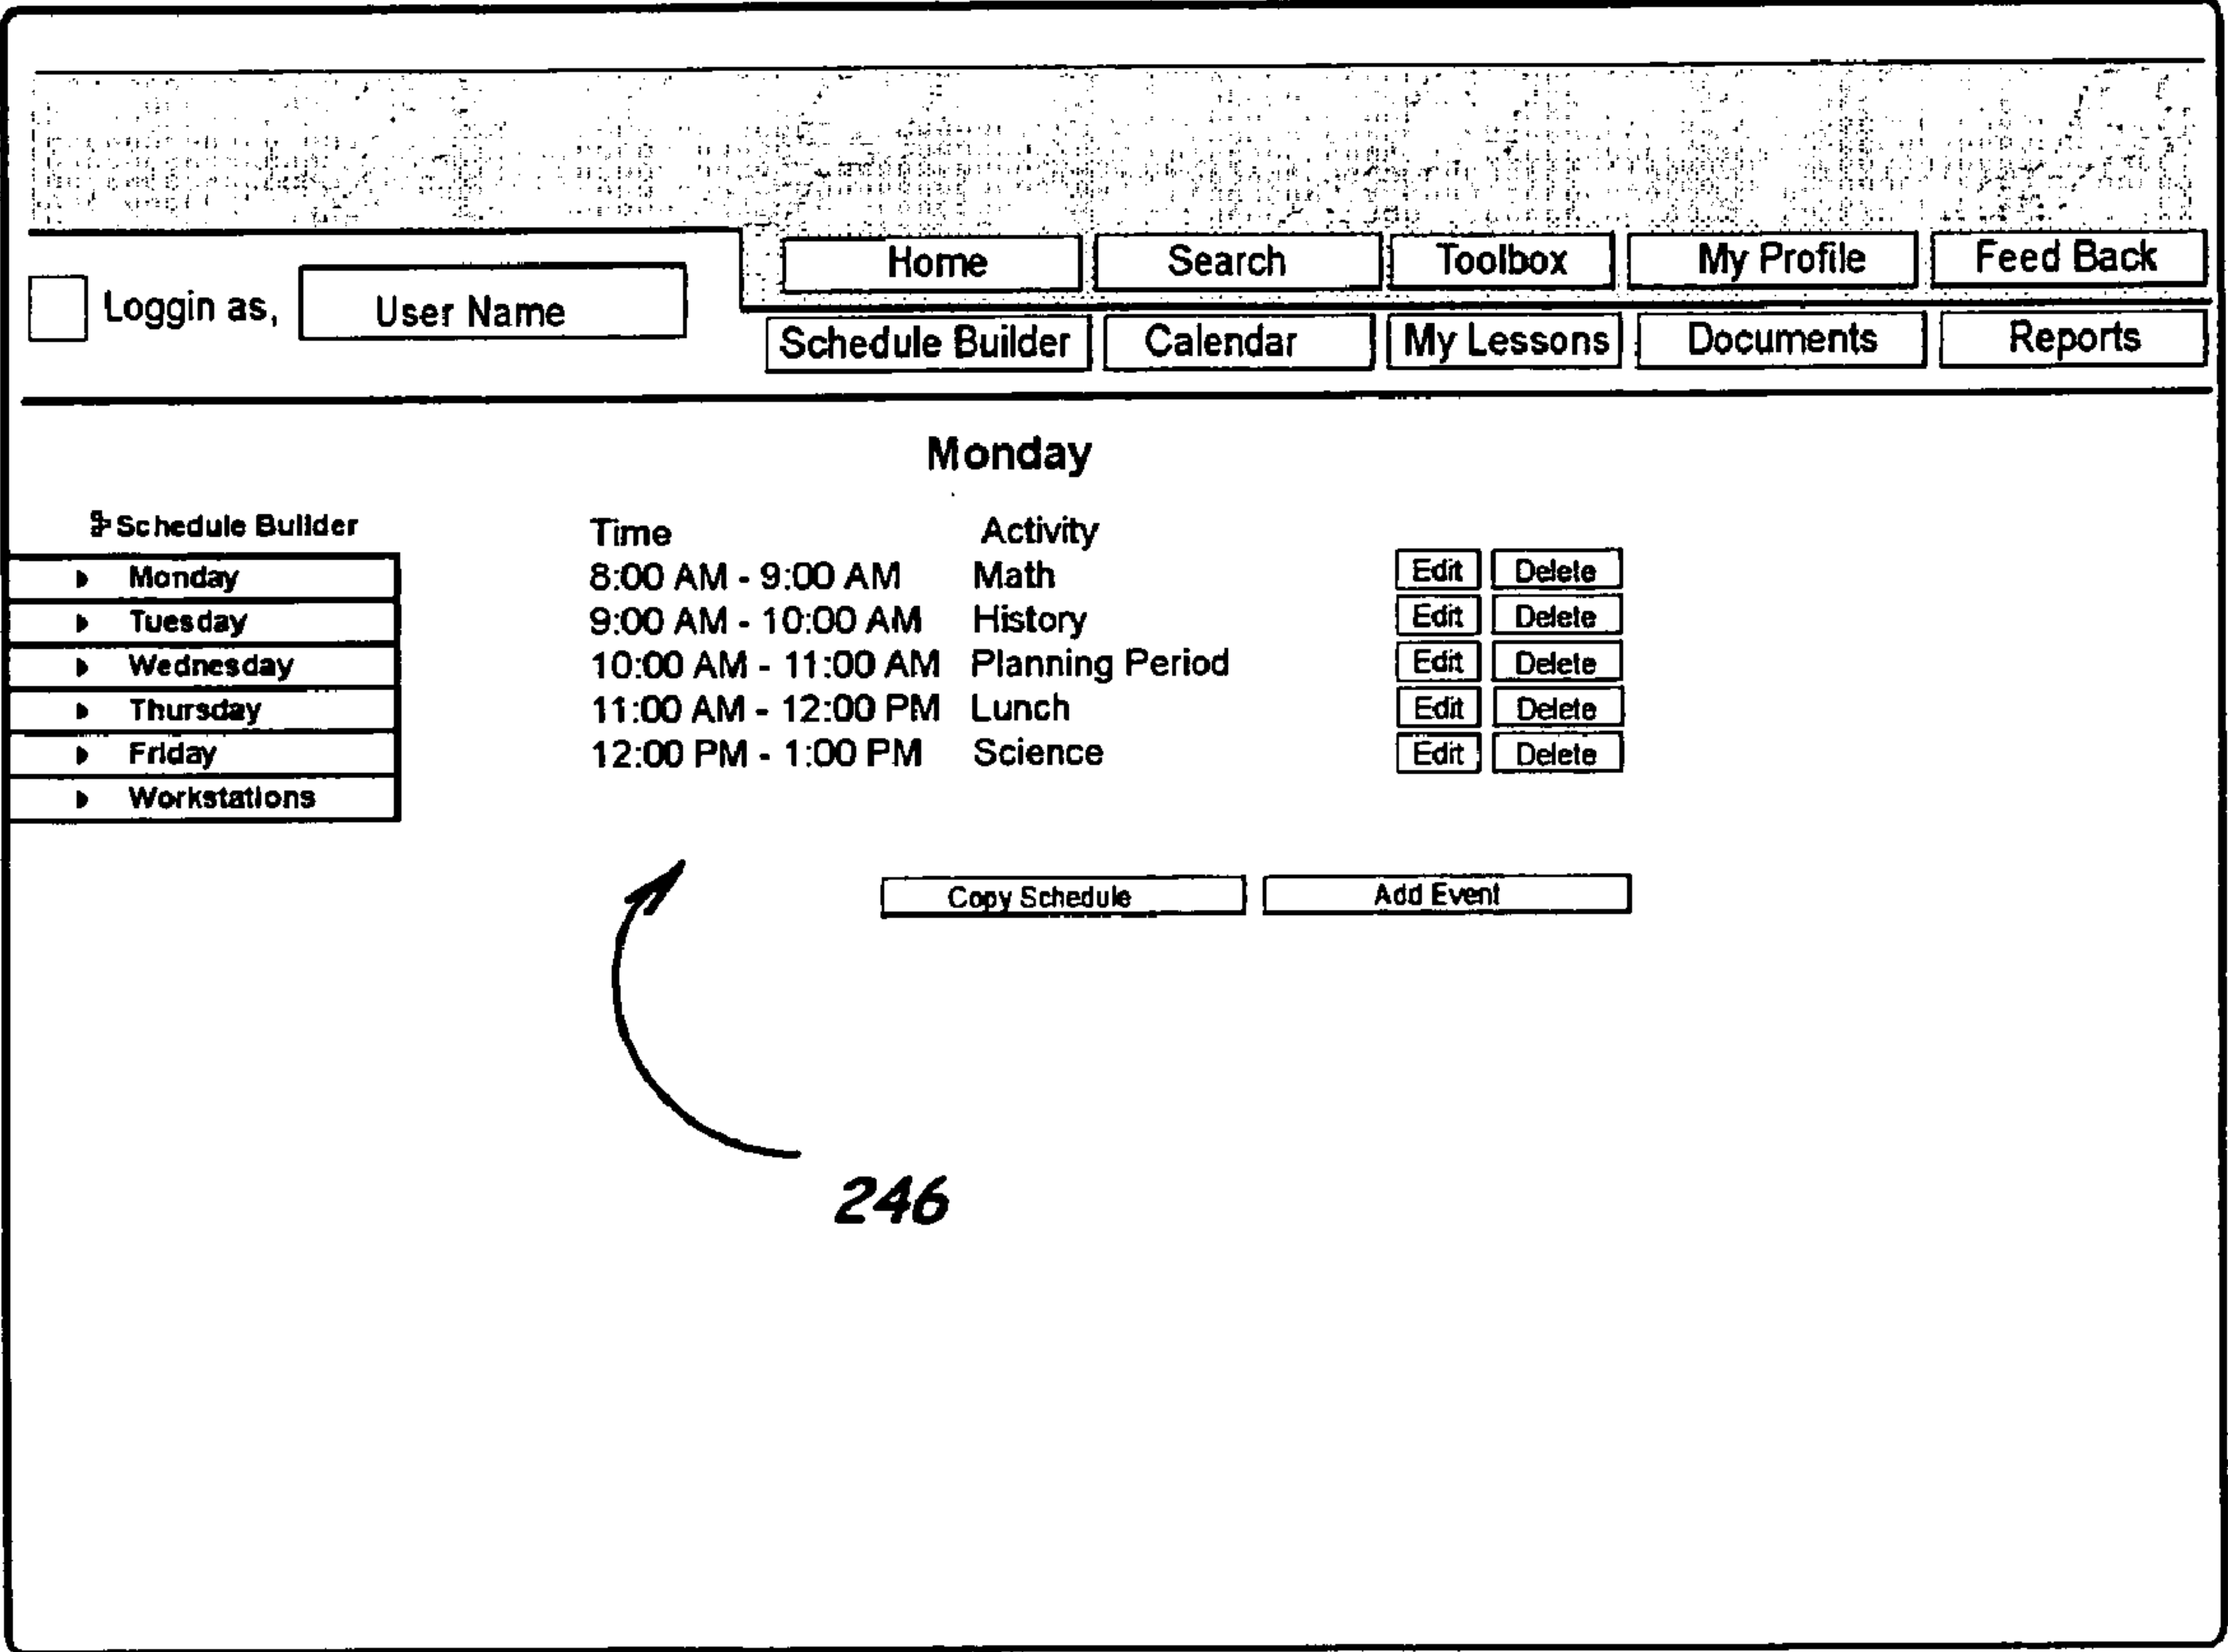 Home Search Toolbox My Profile Feed Back
Loggin as, User Name
Schedule Builder Calendar My Lessons Documents Reports
Monday
Schedule Builder
Monday
Tuesday
Wednesday
Thursday
Friday
Workstations
Time Activity
8:00 AM - 9:00 AM Math Edit Delete
9:00 AM - 10:00 AM History Edit Delete
10:00 AM - 11:00 AM Planning Period Edit Delete
11:00 AM - 12:00 PM Lunch Edit Delete
12:00 PM - 1:00 PM Science Edit Delete
Copy Schedule Add Event
246